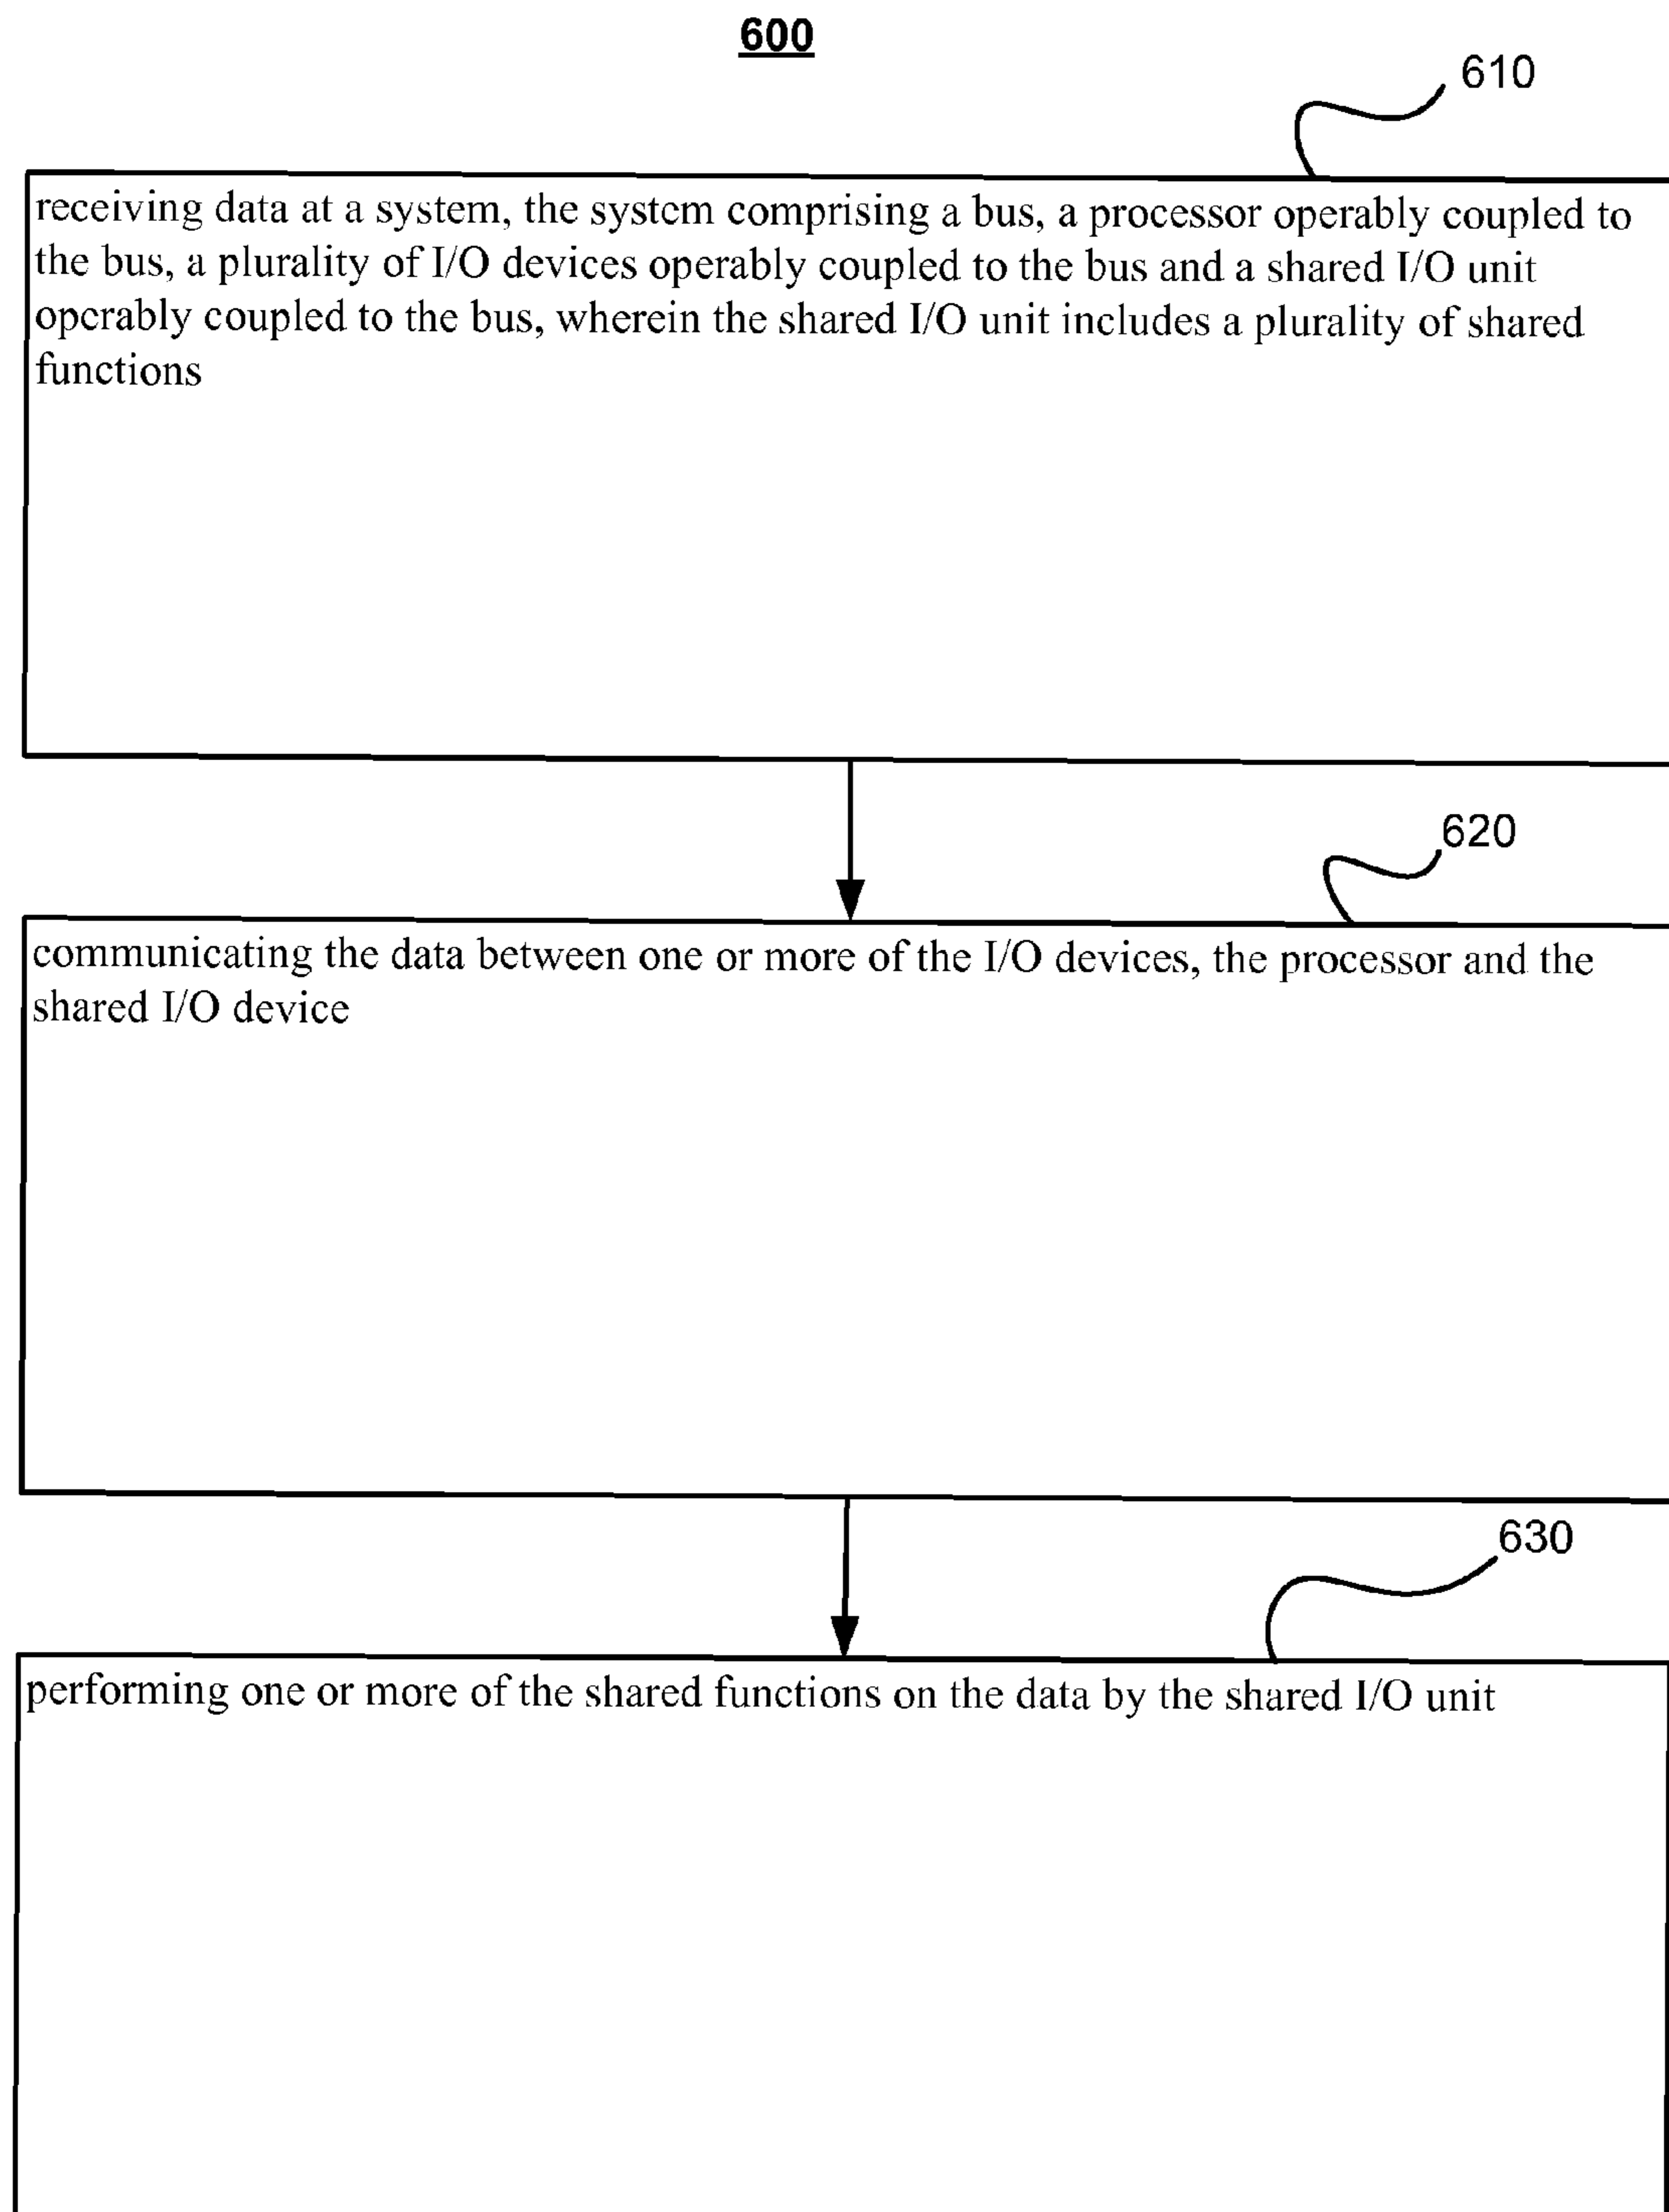 600
610
receiving data at a system, the system comprising a bus, a processor operably coupled to
the bus, a plurality of I/O devices operably coupled to the bus and a shared I/O unit
operably coupled to the bus, wherein the shared I/O unit includes a plurality of shared
functions
620
communicating the data between one or more of the I/O devices, the processor and the
shared I/O device
630
performing one or more of the shared functions on the data by the shared I/O unit